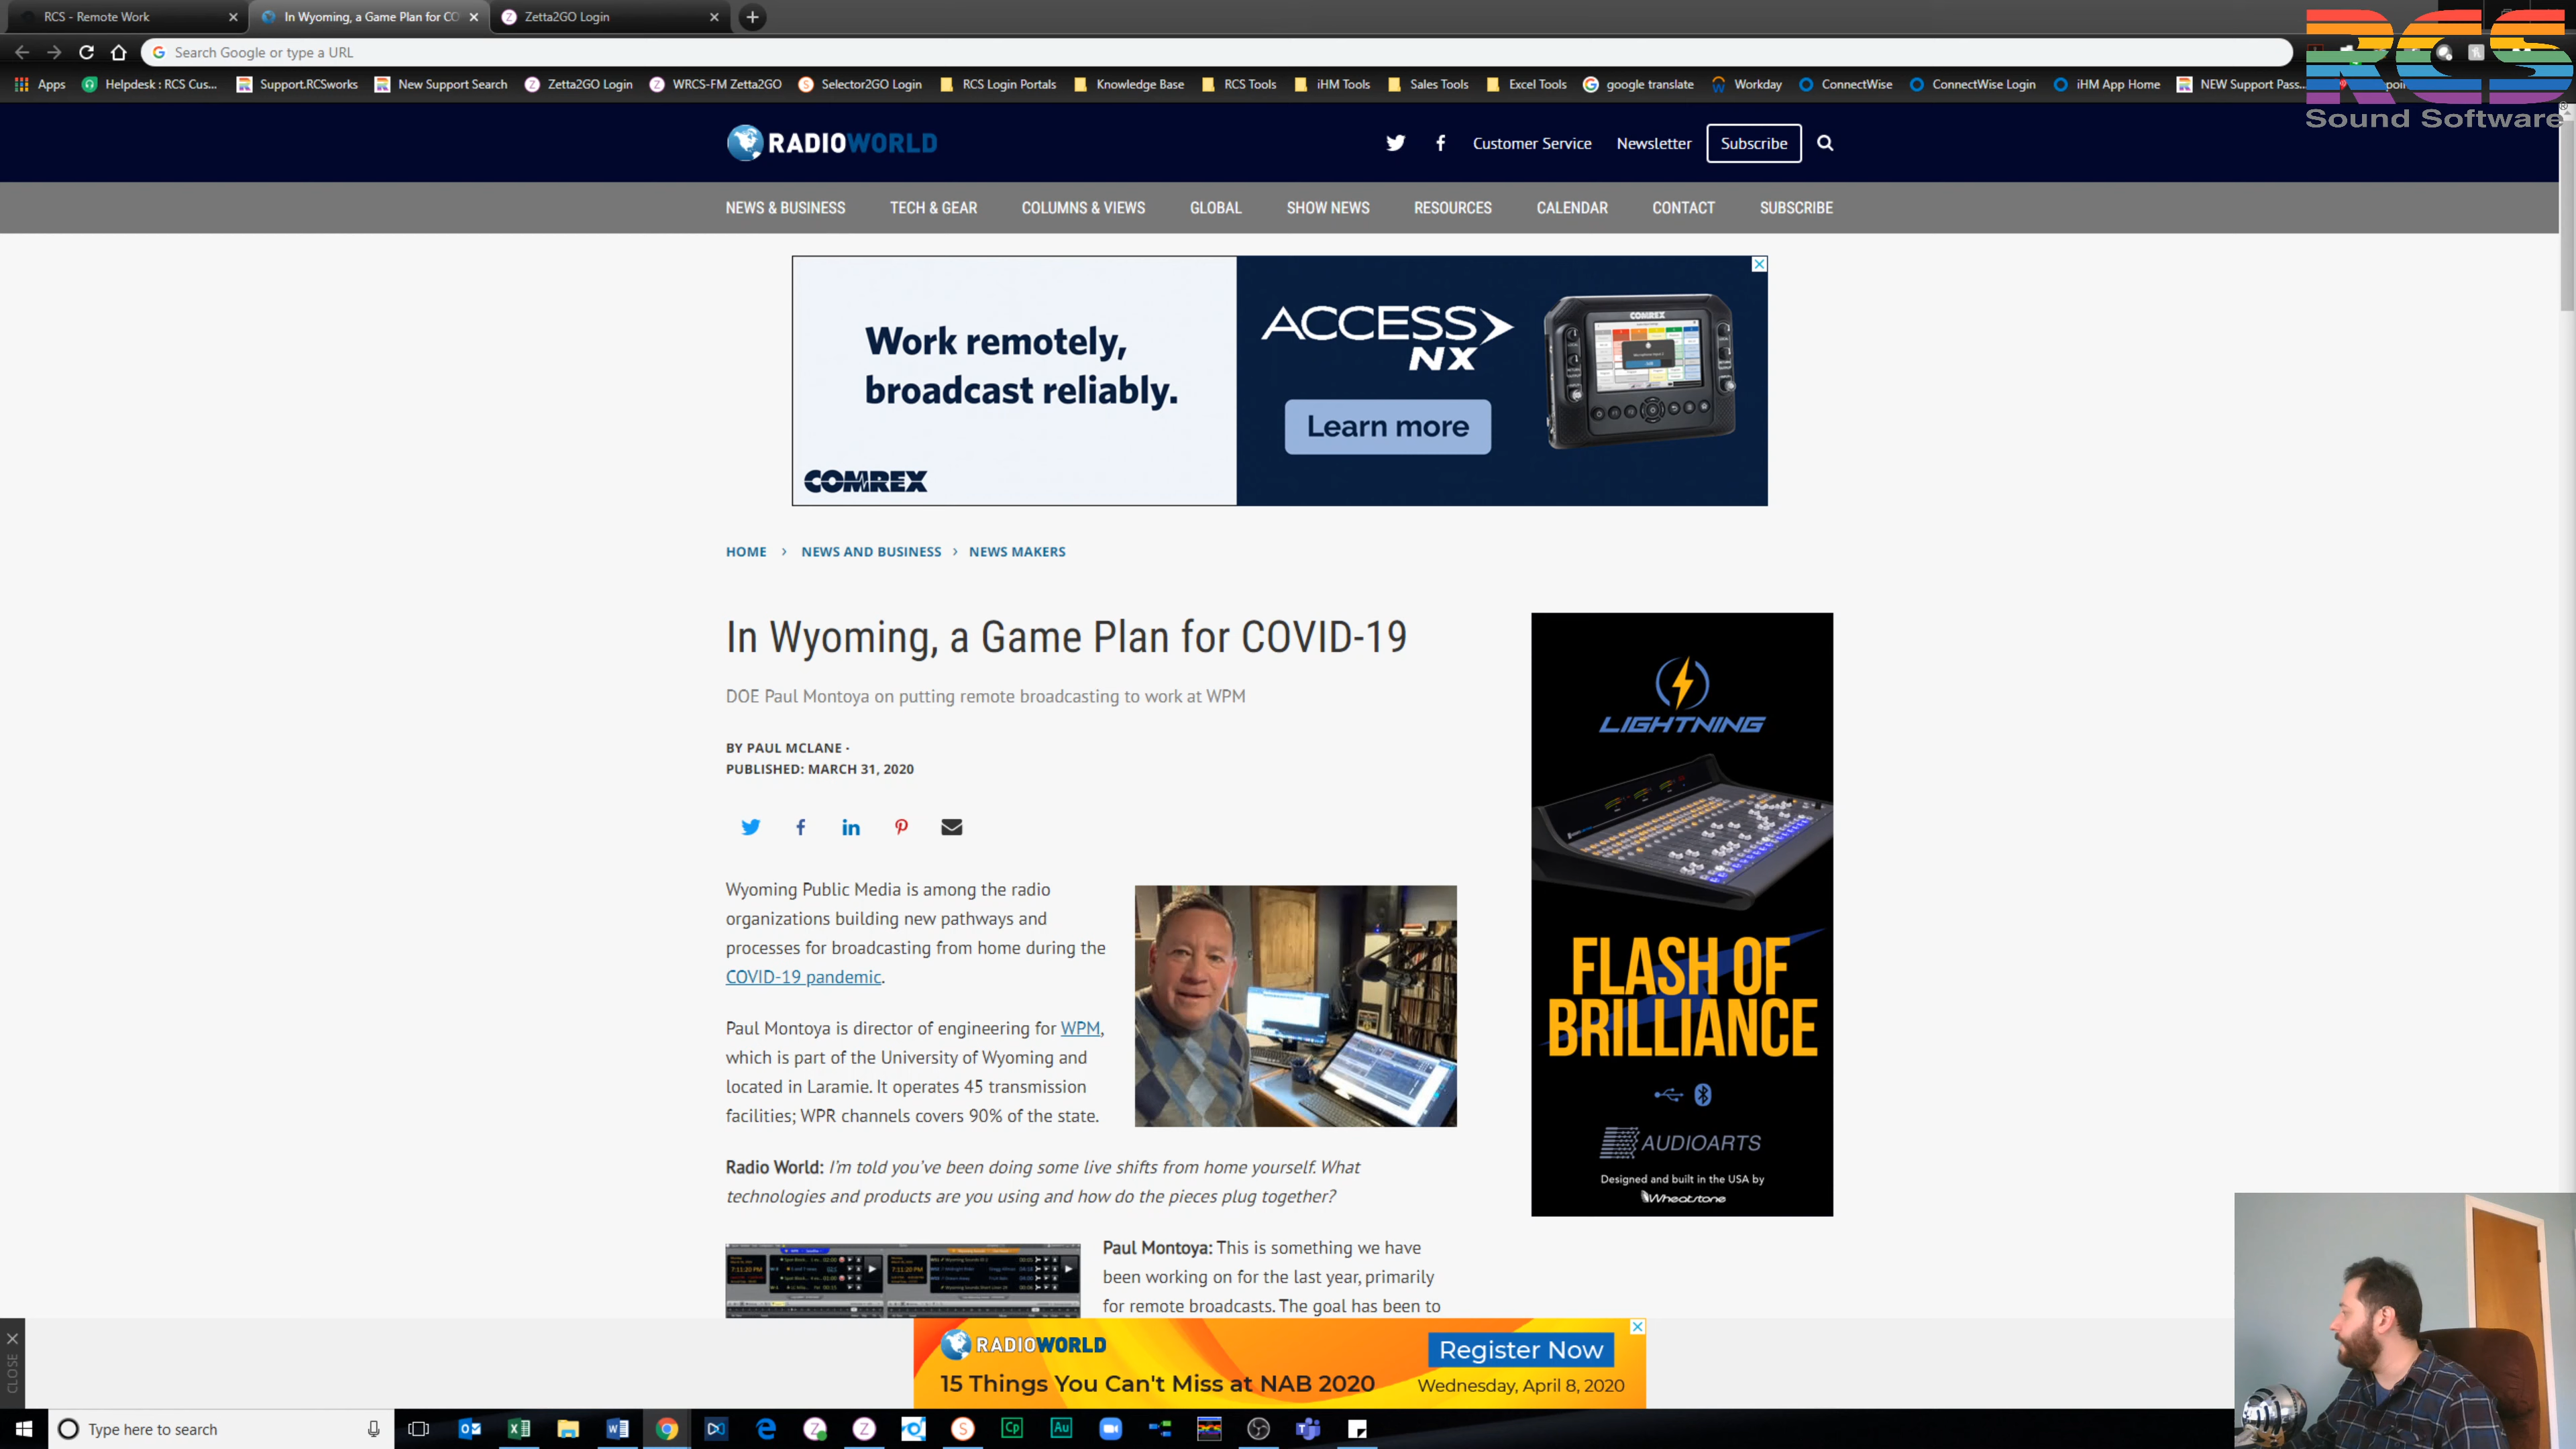 RCS - Remote Work
In Wyoming, a Game Plan for CO
Zetta2GO Login
Search Google or type a URL
Apps
Helpdesk : RCS Cus...
Support.RCSworks
New Support Search
Zetta2GO Login
WRCS-FM Zetta2GO
Selector2GO Login
RCS Login Portals
Knowledge Base
RCS Tools
iHM Tools
Sales Tools
Excel Tools
google translate
Workday
ConnectWise
ConnectWise Login
iHM App Home
NEW Support Pass...
RCS
Sound Software
RADIOWORLD
Customer Service
Newsletter
Subscribe
NEWS & BUSINESS
TECH & GEAR
COLUMNS & VIEWS
GLOBAL
SHOW NEWS
RESOURCES
CALENDAR
CONTACT
SUBSCRIBE
Work remotely,
broadcast reliably.
COMREX
ACCESS
NX
Learn more
COMREX
HOME > NEWS AND BUSINESS > NEWS MAKERS
In Wyoming, a Game Plan for COVID-19
DOE Paul Montoya on putting remote broadcasting to work at WPM
BY PAUL MCLANE ·
PUBLISHED: MARCH 31, 2020
Wyoming Public Media is among the radio
organizations building new pathways and
processes for broadcasting from home during the
COVID-19 pandemic.
Paul Montoya is director of engineering for WPM,
which is part of the University of Wyoming and
located in Laramie. It operates 45 transmission
facilities; WPR channels covers 90% of the state.
Radio World: I'm told you've been doing some live shifts from home yourself. What
technologies and products are you using and how do the pieces plug together?
7:11:20 PM
7:11:20 PM
Paul Montoya: This is something we have
been working on for the last year, primarily
for remote broadcasts. The goal has been to
LIGHTNING
FLASH OF
BRILLIANCE
AUDIOARTS
Designed and built in the USA by
Wheatstone
CLOSE
RADIOWORLD
15 Things You Can't Miss at NAB 2020
Register Now
Wednesday, April 8, 2020
Type here to search